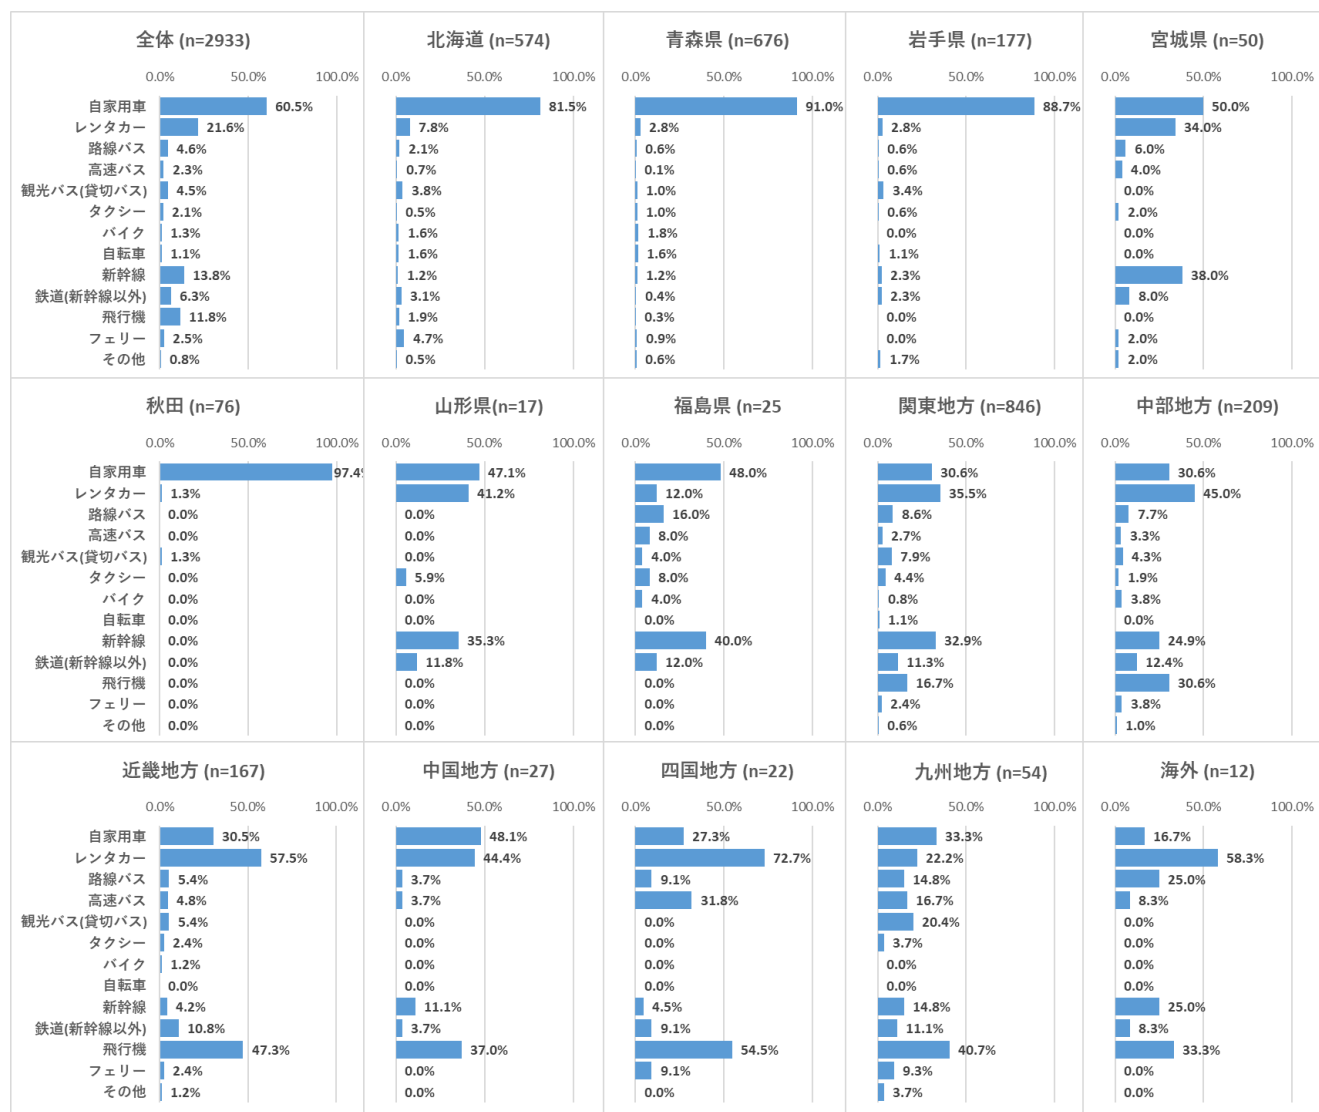 全体 (n=2933) 北海道 (n=574) 青森県 (n=676) 岩手県 (n=177) 宮城県 (n=50)
0.0% 50.0% 100.0% 0.0% 50.0% 100.0% 0.0% 50.0% 100.0% 0.0% 50.0% 100.0% 0.0% 50.0% 100.0%
自家用車 60.5% 81.5% 91.0% 88.7% 50.0%
レンタカー 21.6% 7.8% 2.8% 2.8% 34.0%
路線バス 4.6% 2.1% 0.6% 0.6% 6.0%
高速バス 2.3% 0.7% 0.1% 0.6% 4.0%
観光バス(貸切バス) 4.5% 3.8% 1.0% 3.4% 0.0%
タクシー 2.1% 0.5% 1.0% 0.6% 2.0%
バイク 1.3% 1.6% 1.8% 0.0% 0.0%
自転車 1.1% 1.6% 1.6% 1.1% 0.0%
新幹線 13.8% 1.2% 1.2% 2.3% 38.0%
鉄道(新幹線以外) 6.3% 3.1% 0.4% 2.3% 8.0%
飛行機 11.8% 1.9% 0.3% 0.0% 0.0%
フェリー 2.5% 4.7% 0.9% 0.0% 2.0%
その他 0.8% 0.5% 0.6% 1.7% 2.0%
秋田 (n=76) 山形県(n=17) 福島県 (n=25 関東地方 (n=846) 中部地方 (n=209)
0.0% 50.0% 100.0% 0.0% 50.0% 100.0% 0.0% 50.0% 100.0% 0.0% 50.0% 100.0% 0.0% 50.0% 100.0%
自家用車 97.4 47.1% 48.0% 30.6% 30.6%
レンタカー 1.3% 41.2% 12.0% 35.5% 45.0%
路線バス 0.0% 0.0% 16.0% 8.6% 7.7%
高速バス 0.0% 0.0% 8.0% 2.7% 3.3%
観光バス(貸切バス) 1.3% 0.0% 4.0% 7.9% 4.3%
タクシー 0.0% 5.9% 8.0% 4.4% 1.9%
バイク 0.0% 0.0% 4.0% 0.8% 3.8%
自転車 0.0% 0.0% 0.0% 1.1% 0.0%
新幹線 0.0% 35.3% 40.0% 32.9% 24.9%
鉄道(新幹線以外) 0.0% 11.8% 12.0% 11.3% 12.4%
飛行機 0.0% 0.0% 0.0% 16.7% 30.6%
フェリー 0.0% 0.0% 0.0% 2.4% 3.8%
その他 0.0% 0.0% 0.0% 0.6% 1.0%
近畿地方 (n=167) 中国地方 (n=27) 四国地方 (n=22) 九州地方 (n=54) 海外 (n=12)
0.0% 50.0% 100.0% 0.0% 50.0% 100.0% 0.0% 50.0% 100.0% 0.0% 50.0% 100.0% 0.0% 50.0% 100.0%
自家用車 30.5% 48.1% 27.3% 33.3% 16.7%
レンタカー 57.5% 44.4% 72.7% 22.2% 58.3%
路線バス 5.4% 3.7% 9.1% 14.8% 25.0%
高速バス 4.8% 3.7% 31.8% 16.7% 8.3%
観光バス(貸切バス) 5.4% 0.0% 0.0% 20.4% 0.0%
タクシー 2.4% 0.0% 0.0% 3.7% 0.0%
バイク 1.2% 0.0% 0.0% 0.0% 0.0%
自転車 0.0% 0.0% 0.0% 0.0% 0.0%
新幹線 4.2% 11.1% 4.5% 14.8% 25.0%
鉄道(新幹線以外) 10.8% 3.7% 9.1% 11.1% 8.3%
飛行機 47.3% 37.0% 54.5% 40.7% 33.3%
フェリー 2.4% 0.0% 9.1% 9.3% 0.0%
その他 1.2% 0.0% 0.0% 3.7% 0.0%